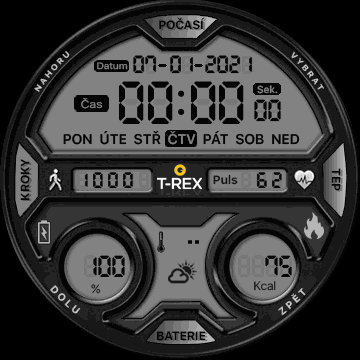 POČASÍ
NAHORU
VYBRAT
Datum 07-01-2021
Čas 00:00 Sek. 00
PON ÚTE STŘ ČTV PÁT SOB NED
KROKY
1000
T-REX
Puls 62
TEP
100
%
75
Kcal
DOLU
BATERIE
ZPĚT